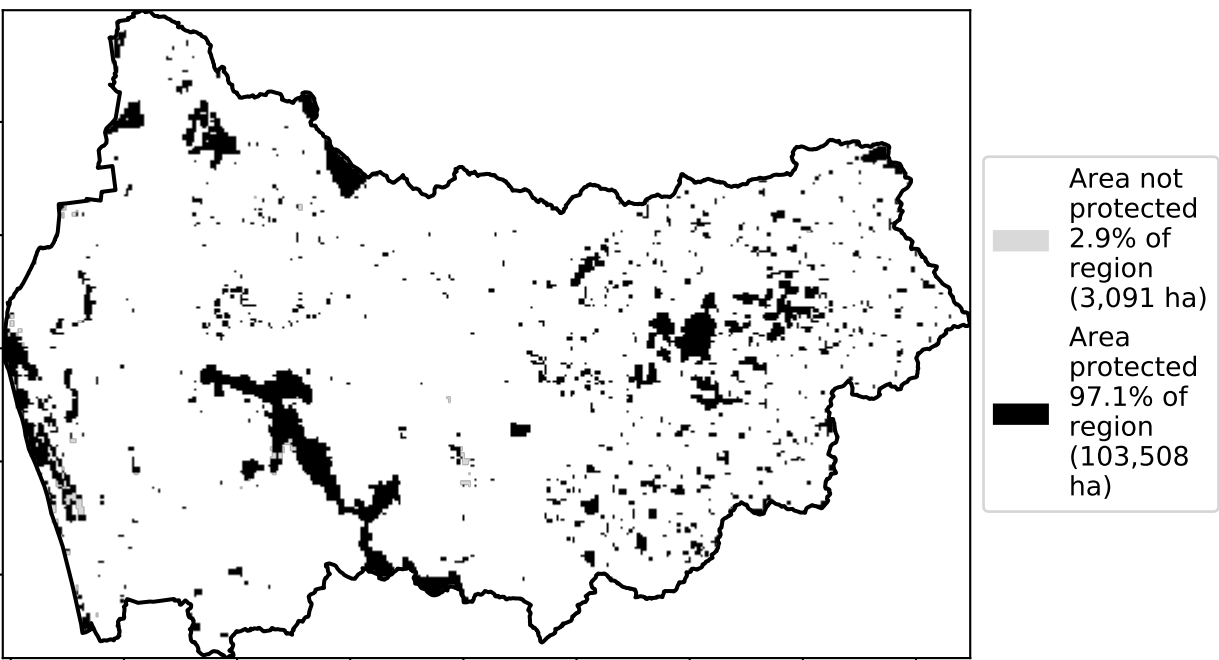 Area not
protected
2.9% of
region
(3,091 ha)
Area
protected
97.1% of
region
(103,508
ha)